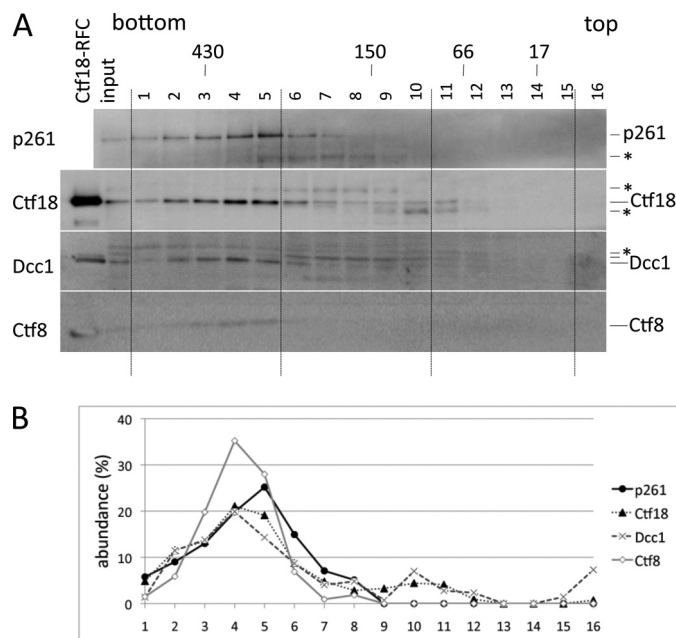 A
bottom
top
430
150
66
17
Ctf18-RFC
input
1 2 3 4 5 6 7 8 9 10 11 12 13 14 15 16
p261
p261
*
Ctf18
*
Ctf18
*
Dcc1
*
Dcc1
Ctf8
Ctf8
B
abundance (%)
40
30
20
10
0
1 2 3 4 5 6 7 8 9 10 11 12 13 14 15 16
p261
Ctf18
Dcc1
Ctf8